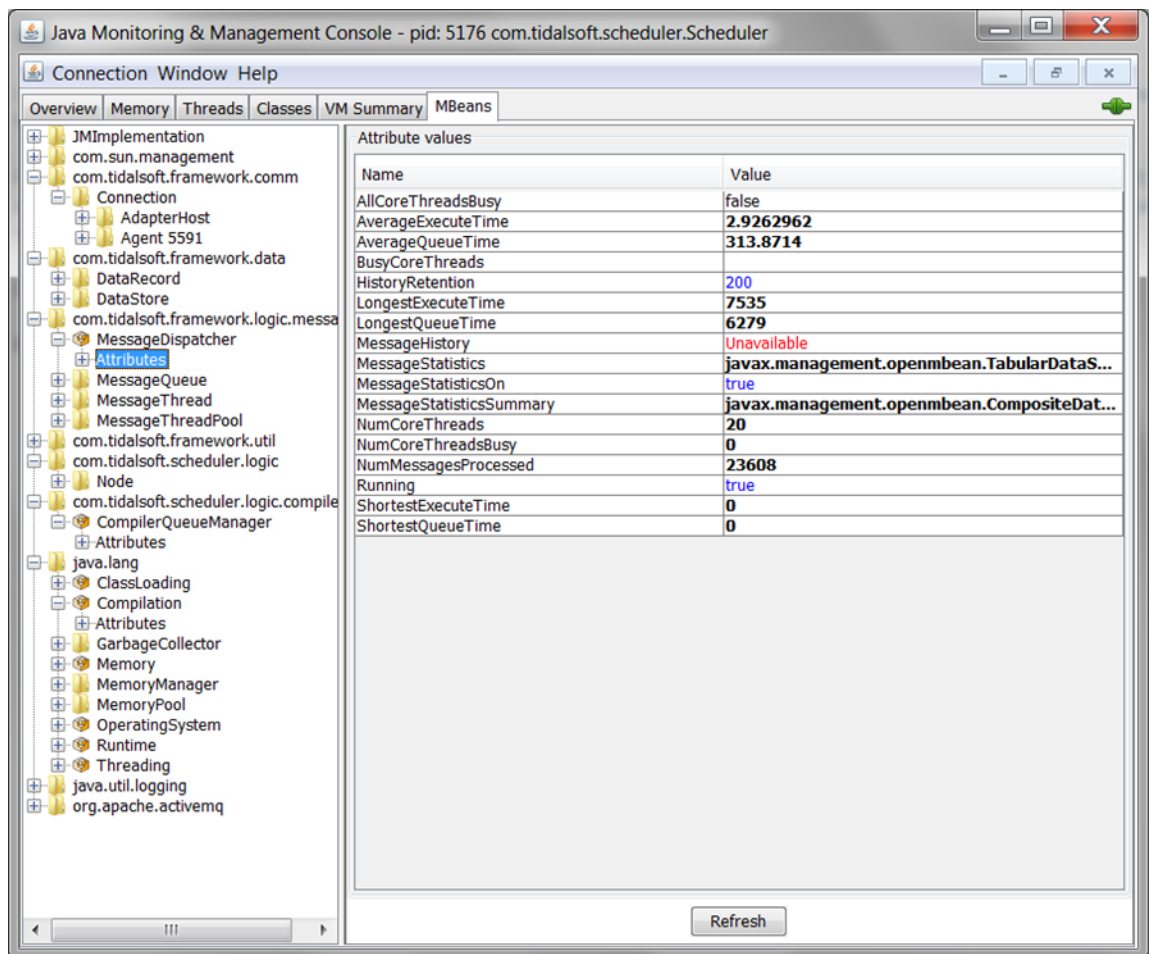 Java Monitoring & Management Console - pid: 5176 com.tidalsoft.scheduler.Scheduler
Connection Window Help
Overview Memory Threads Classes VM Summary MBeans
JMImplementation
com.sun.management
com.tidalsoft.framework.comm
Connection
AdapterHost
Agent 5591
com.tidalsoft.framework.data
DataRecord
DataStore
com.tidalsoft.framework.logic.messa
MessageDispatcher
Attributes
MessageQueue
MessageThread
MessageThreadPool
com.tidalsoft.framework.util
com.tidalsoft.scheduler.logic
Node
com.tidalsoft.scheduler.logic.compile
CompilerQueueManager
Attributes
java.lang
ClassLoading
Compilation
Attributes
GarbageCollector
Memory
MemoryManager
MemoryPool
OperatingSystem
Runtime
Threading
java.util.logging
org.apache.activemq
Attribute values
Name Value
AllCoreThreadsBusy false
AverageExecuteTime 2.9262962
AverageQueueTime 313.8714
BusyCoreThreads
HistoryRetention 200
LongestExecuteTime 7535
LongestQueueTime 6279
MessageHistory Unavailable
MessageStatistics javax.management.openmbean.TabularDataS...
MessageStatisticsOn true
MessageStatisticsSummary javax.management.openmbean.CompositeDat...
NumCoreThreads 20
NumCoreThreadsBusy 0
NumMessagesProcessed 23608
Running true
ShortestExecuteTime 0
ShortestQueueTime 0
Refresh